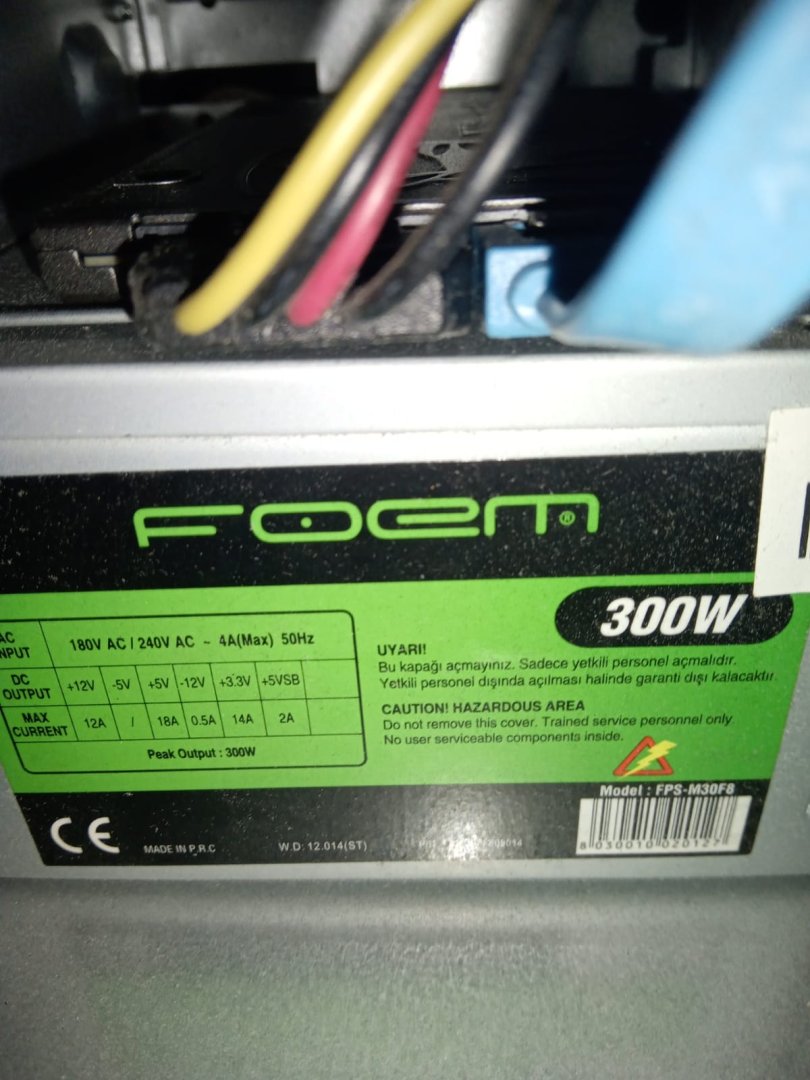 FOEM®
300W
AC INPUT 180V AC / 240V AC ~ 4A(Max) 50Hz
DC OUTPUT +12V -5V +5V -12V +3.3V +5VSB
MAX CURRENT 12A / 18A 0.5A 14A 2A
Peak Output : 300W
UYARI!
Bu kapağı açmayınız. Sadece yetkili personel açmalıdır.
Yetkili personel dışında açılması halinde garanti dışı kalacaktır.
CAUTION! HAZARDOUS AREA
Do not remove this cover. Trained service personnel only
No user serviceable components inside.
Model : FPS-M30F8
8 030010 020127
CE
MADE IN P.R.C
W.D: 12.014(ST)